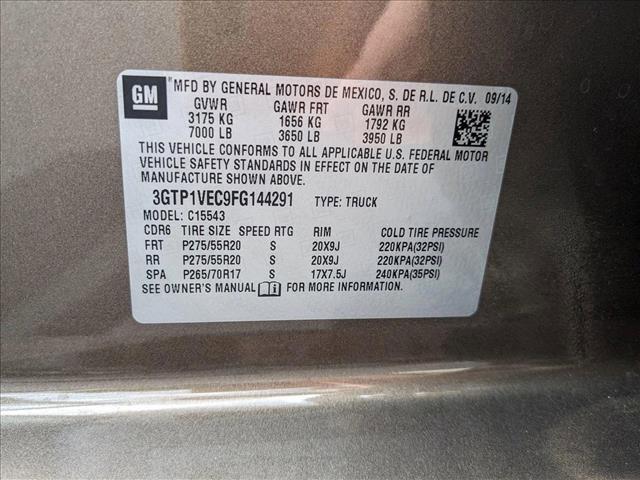 GM
*MFD BY GENERAL MOTORS DE MEXICO, S. DE R.L. DE C.V. 09/14
GVWR GAWR FRT GAWR RR
3175 KG 1656 KG 1792 KG
7000 LB 3650 LB 3950 LB
THIS VEHICLE CONFORMS TO ALL APPLICABLE U.S. FEDERAL MOTOR
VEHICLE SAFETY STANDARDS IN EFFECT ON THE DATE OF
MANUFACTURE SHOWN ABOVE.
3GTP1VEC9FG144291 TYPE: TRUCK
MODEL: C15543
CDR6 TIRE SIZE SPEED RTG RIM COLD TIRE PRESSURE
FRT P275/55R20 S 20X9J 220KPA(32PSI)
RR P275/55R20 S 20X9J 220KPA(32PSI)
SPA P265/70R17 S 17X7.5J 240KPA(35PSI)
SEE OWNER'S MANUAL FOR MORE INFORMATION.